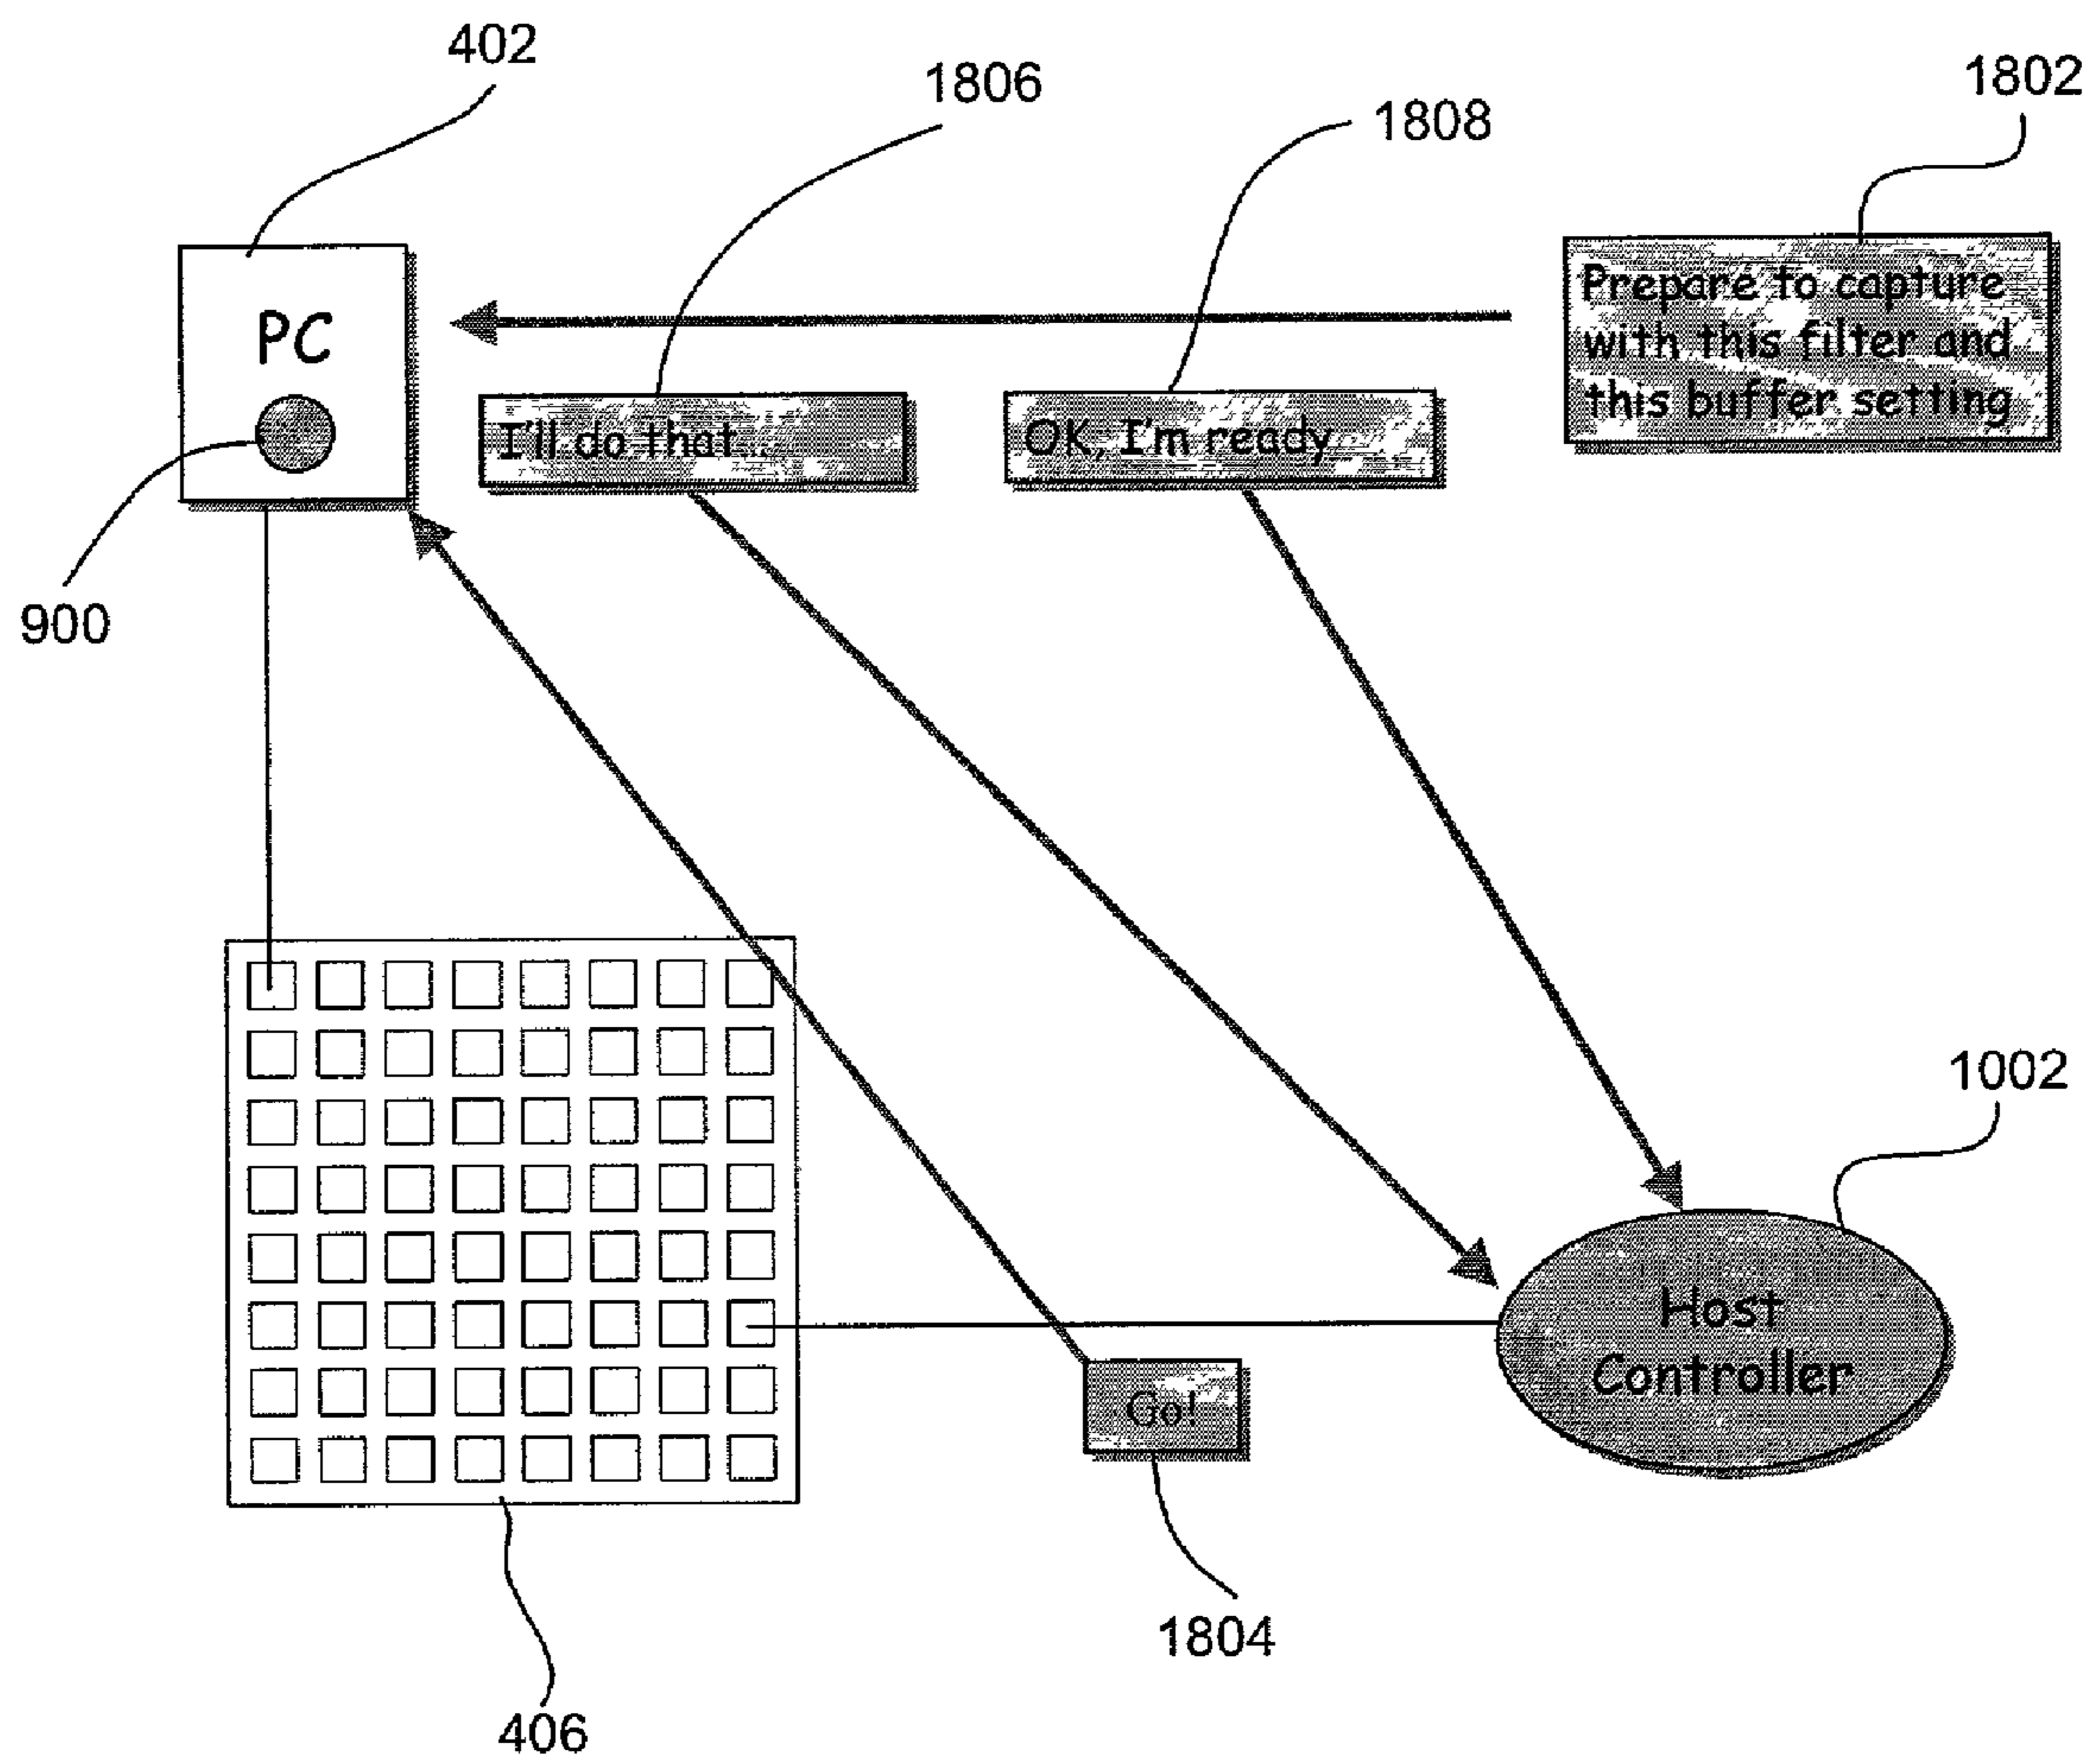 402
1806
1808
1802
PC
Prepare to capture
with this filter and
this buffer setting
I'll do that...
OK, I'm ready
900
1002
Host
Controller
Go!
1804
406